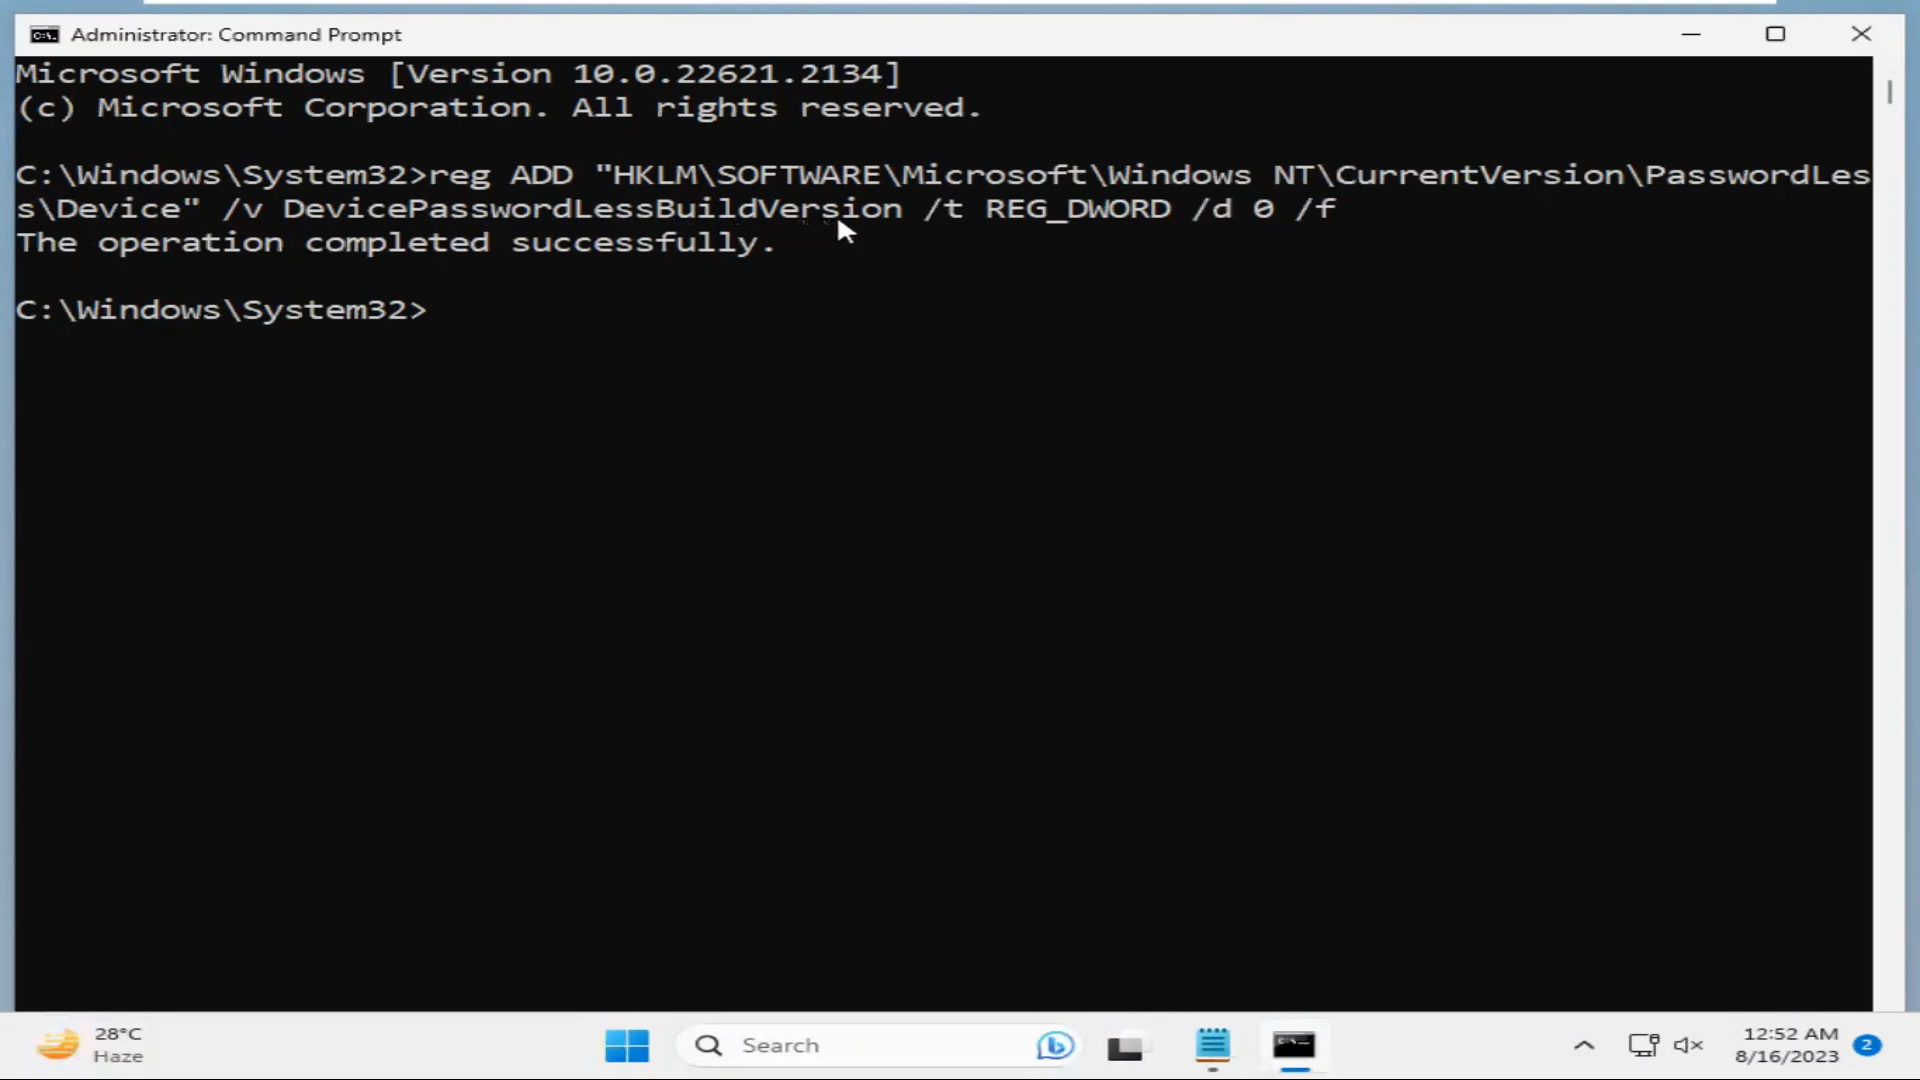 Administrator: Command Prompt
Microsoft Windows [Version 10.0.22621.2134]
(c) Microsoft Corporation. All rights reserved.
C:\Windows\System32>reg ADD "HKLM\SOFTWARE\Microsoft\Windows NT\CurrentVersion\PasswordLes
s\Device" /v DevicePasswordLessBuildVersion /t REG_DWORD /d 0 /f
The operation completed successfully.
C:\Windows\System32>
28°C
Haze
Search
12:52 AM
8/16/2023
2